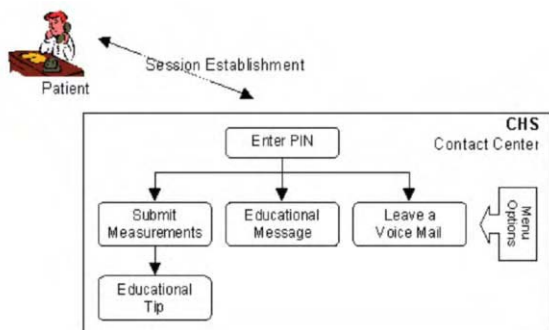 Session Establishment
Patient
CHS
Contact Center
Enter PIN
Submit
Measurements
Educational
Message
Leave a
Voice Mail
Menu
Options
Educational
Tip